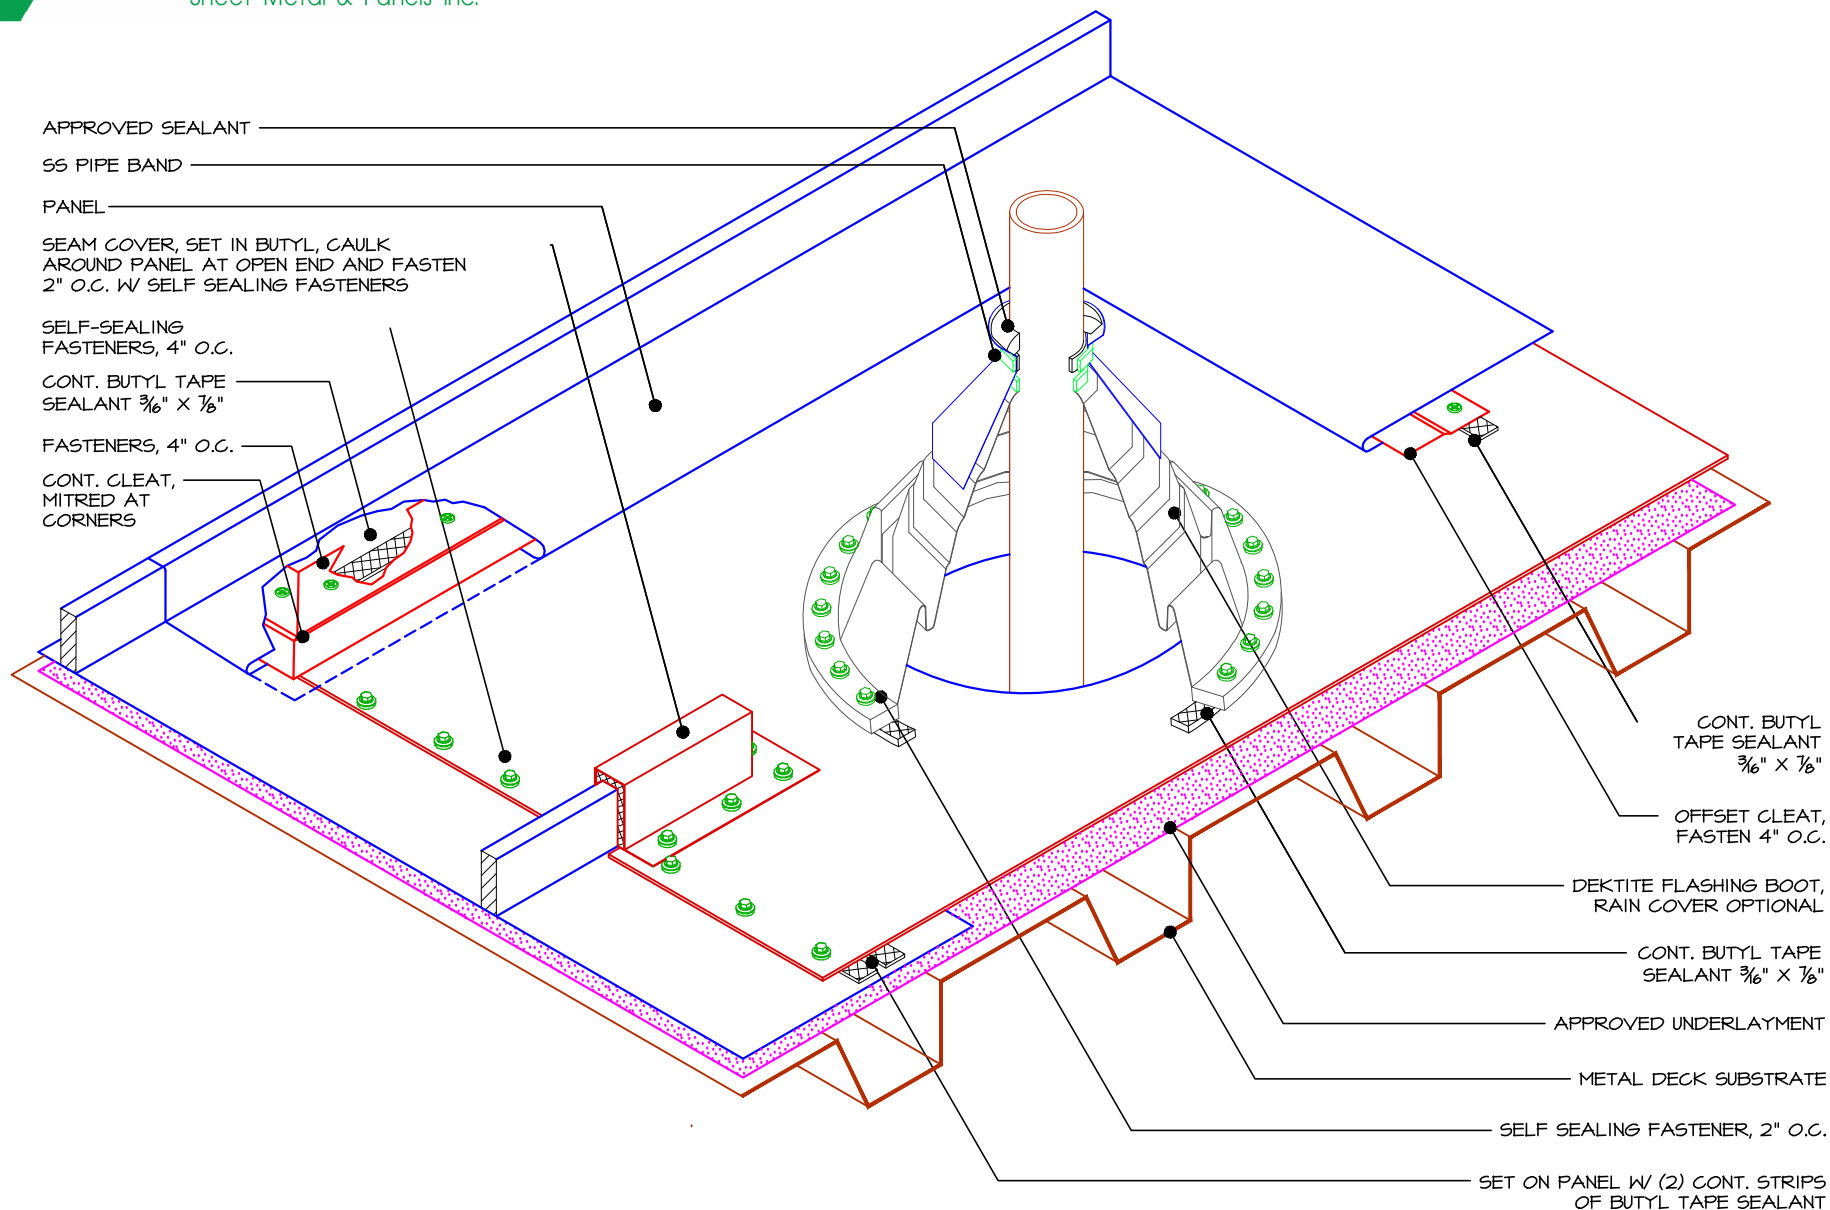 Sheet Metal & Panels Inc.
APPROVED SEALANT
SS PIPE BAND
PANEL
SEAM COVER, SET IN BUTYL, CAULK
AROUND PANEL AT OPEN END AND FASTEN
2" O.C. W/ SELF SEALING FASTENERS
SELF-SEALING
FASTENERS, 4" O.C.
CONT. BUTYL TAPE
SEALANT 3/16" X 7/8"
FASTENERS, 4" O.C.
CONT. CLEAT,
MITRED AT
CORNERS
CONT. BUTYL
TAPE SEALANT
3/16" X 7/8"
OFFSET CLEAT,
FASTEN 4" O.C.
DEKTITE FLASHING BOOT,
RAIN COVER OPTIONAL
CONT. BUTYL TAPE
SEALANT 3/16" X 7/8"
APPROVED UNDERLAYMENT
METAL DECK SUBSTRATE
SELF SEALING FASTENER, 2" O.C.
SET ON PANEL W/ (2) CONT. STRIPS
OF BUTYL TAPE SEALANT